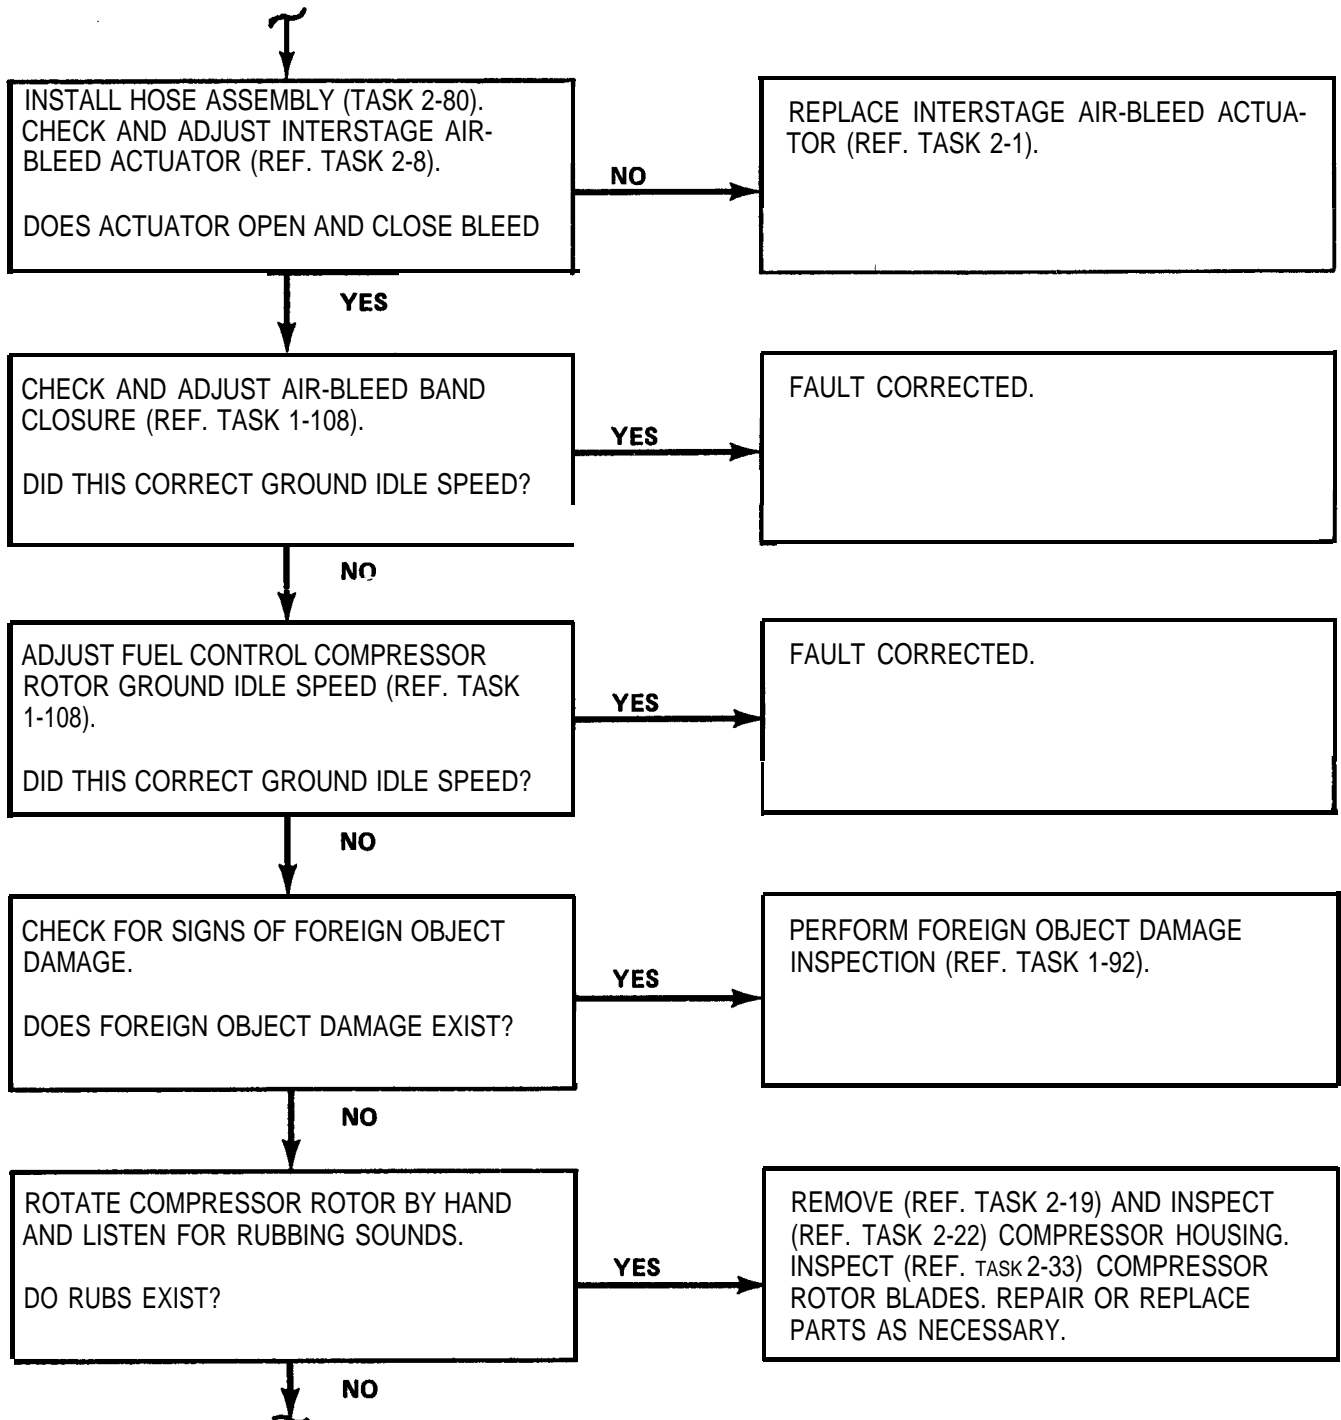 INSTALL HOSE ASSEMBLY (TASK 2-80).
CHECK AND ADJUST INTERSTAGE AIR-
BLEED ACTUATOR (REF. TASK 2-8).
DOES ACTUATOR OPEN AND CLOSE BLEED
NO
REPLACE INTERSTAGE AIR-BLEED ACTUA-
TOR (REF. TASK 2-1).
YES
CHECK AND ADJUST AIR-BLEED BAND
CLOSURE (REF. TASK 1-108).
DID THIS CORRECT GROUND IDLE SPEED?
YES
FAULT CORRECTED.
NO
ADJUST FUEL CONTROL COMPRESSOR
ROTOR GROUND IDLE SPEED (REF. TASK
1-108).
DID THIS CORRECT GROUND IDLE SPEED?
YES
FAULT CORRECTED.
NO
CHECK FOR SIGNS OF FOREIGN OBJECT
DAMAGE.
DOES FOREIGN OBJECT DAMAGE EXIST?
YES
PERFORM FOREIGN OBJECT DAMAGE
INSPECTION (REF. TASK 1-92).
NO
ROTATE COMPRESSOR ROTOR BY HAND
AND LISTEN FOR RUBBING SOUNDS.
DO RUBS EXIST?
YES
REMOVE (REF. TASK 2-19) AND INSPECT
(REF. TASK 2-22) COMPRESSOR HOUSING.
INSPECT (REF. TASK 2-33) COMPRESSOR
ROTOR BLADES. REPAIR OR REPLACE
PARTS AS NECESSARY.
NO